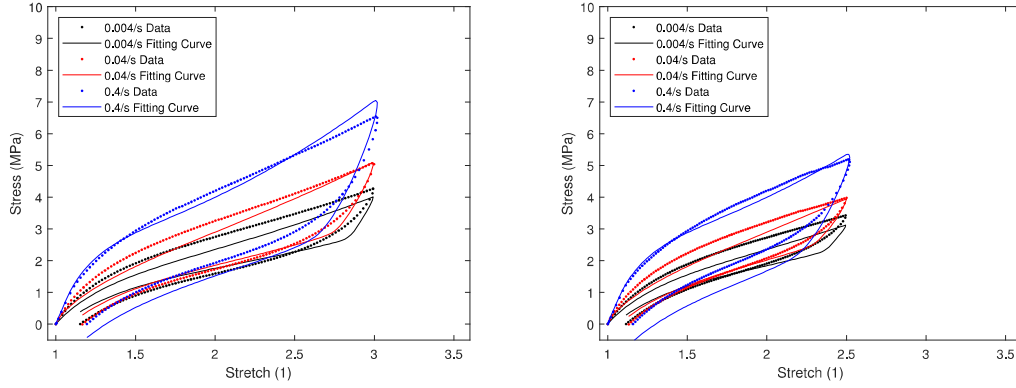 10
9
8
7
6
5
4
3
2
1
0
Stress (MPa)
0.004/s Data
0.004/s Fitting Curve
0.04/s Data
0.04/s Fitting Curve
0.4/s Data
0.4/s Fitting Curve
1 1.5 2 2.5 3 3.5
Stretch (1)
10
9
8
7
6
5
4
3
2
1
0
Stress (MPa)
0.004/s Data
0.004/s Fitting Curve
0.04/s Data
0.04/s Fitting Curve
0.4/s Data
0.4/s Fitting Curve
1 1.5 2 2.5 3 3.5
Stretch (1)